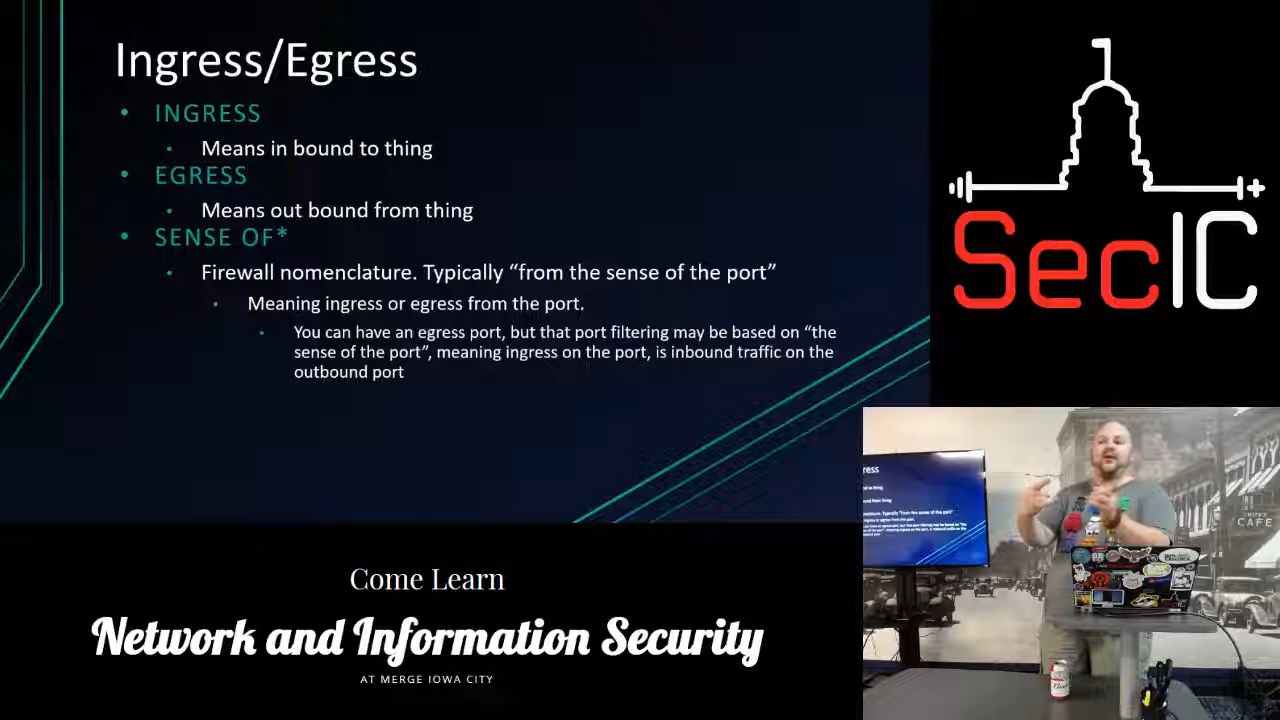 Ingress/Egress
• INGRESS
• Means in bound to thing
• EGRESS
• Means out bound from thing
• SENSE OF*
• Firewall nomenclature. Typically “from the sense of the port”
• Meaning ingress or egress from the port.
• You can have an egress port, but that port filtering may be based on “the
sense of the port”, meaning ingress on the port, is inbound traffic on the
outbound port
SecIC
Come Learn
Network and Information Security
AT MERGE IOWA CITY
CAFE